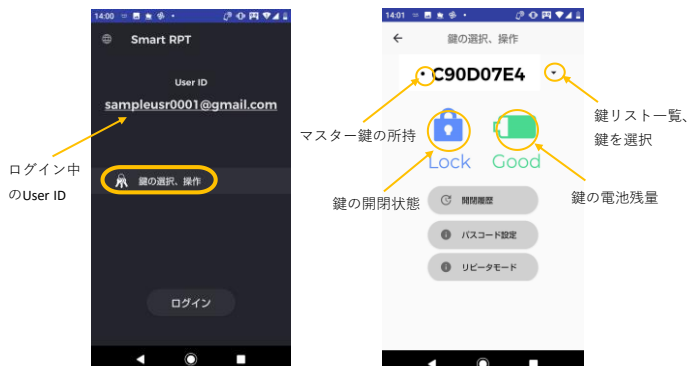 14:00
Smart RPT
User ID
sampleusr0001@gmail.com
ログイン中
のUser ID
鍵の選択、操作
ログイン
14:01
鍵の選択、操作
• C90D07E4
マスター鍵の所持
鍵リスト一覧、
鍵を選択
Lock
Good
鍵の開閉状態
鍵の電池残量
開閉履歴
パスコード設定
リピータモード